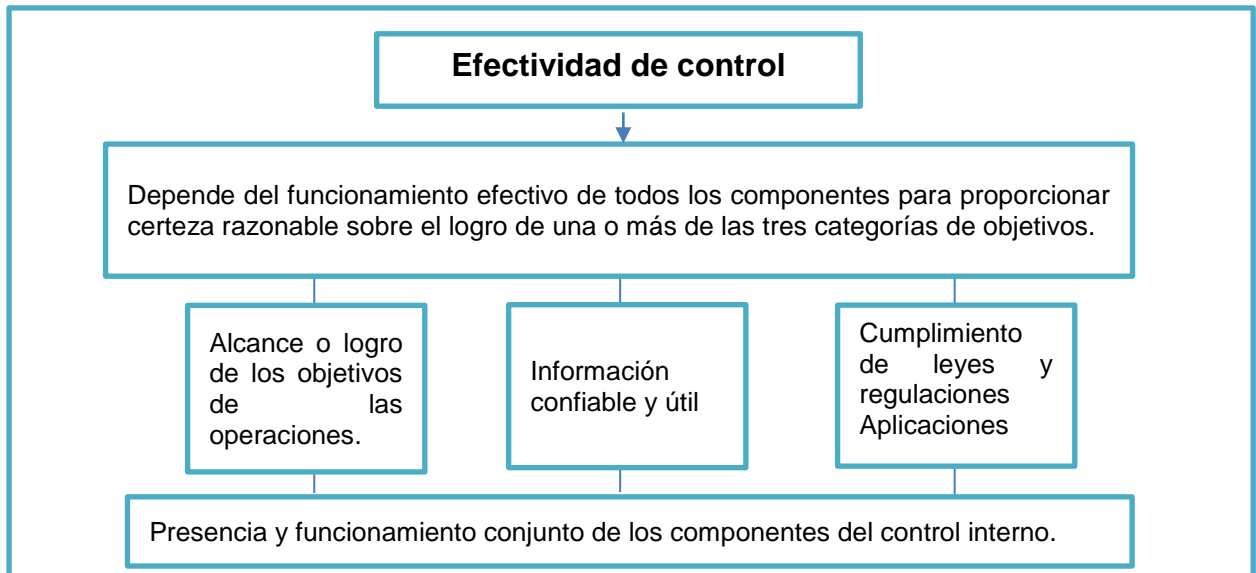 Efectividad de control
Depende del funcionamiento efectivo de todos los componentes para proporcionar
certeza razonable sobre el logro de una o más de las tres categorías de objetivos.
Alcance o logro
de los objetivos
de las
operaciones.
Información
confiable y útil
Cumplimiento
de leyes y
regulaciones
Aplicaciones
Presencia y funcionamiento conjunto de los componentes del control interno.